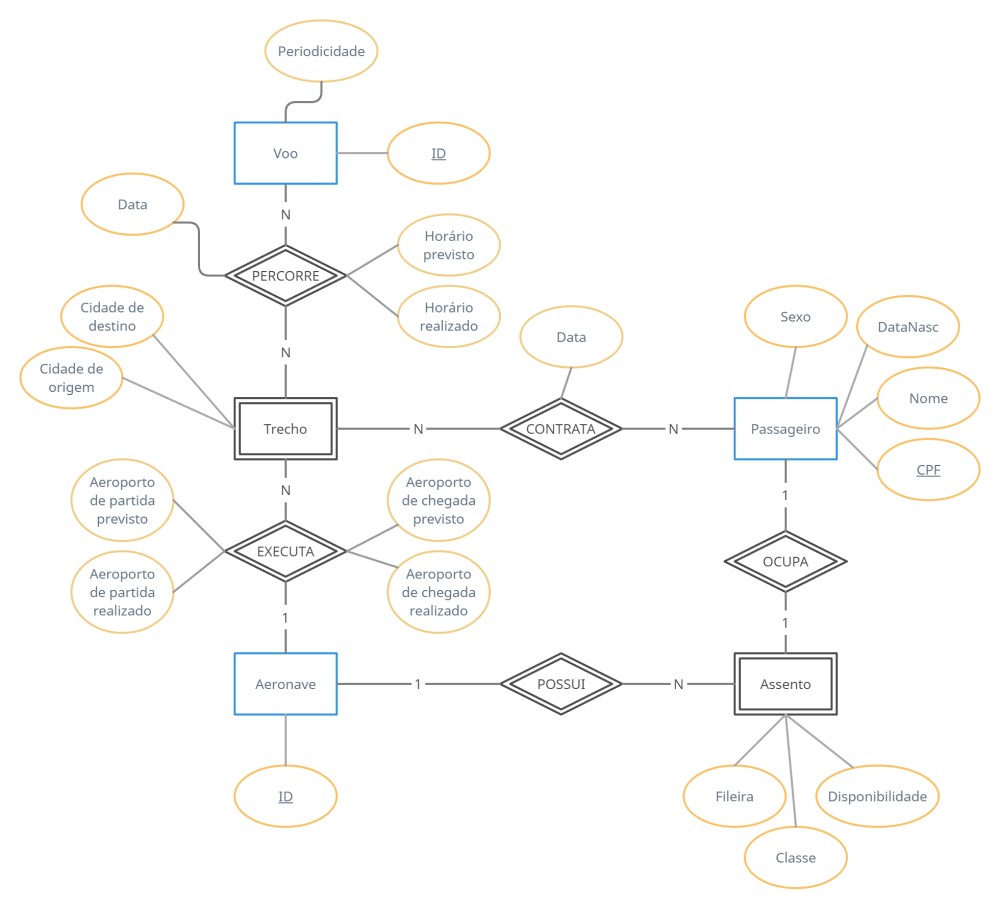 Periodicidade
Voo
ID
Data
N
PERCORRE
Horário
previsto
Horário
realizado
N
Cidade de
destino
Cidade de
origem
Trecho
N
Data
CONTRATA
N
Sexo
DataNasc
Nome
CPF
Passageiro
N
Aeroporto
de partida
previsto
Aeroporto
de chegada
previsto
EXECUTA
Aeroporto
de partida
realizado
Aeroporto
de chegada
realizado
1
1
OCUPA
1
Aeronave
1
POSSUI
N
Assento
ID
Fileira
Disponibilidade
Classe